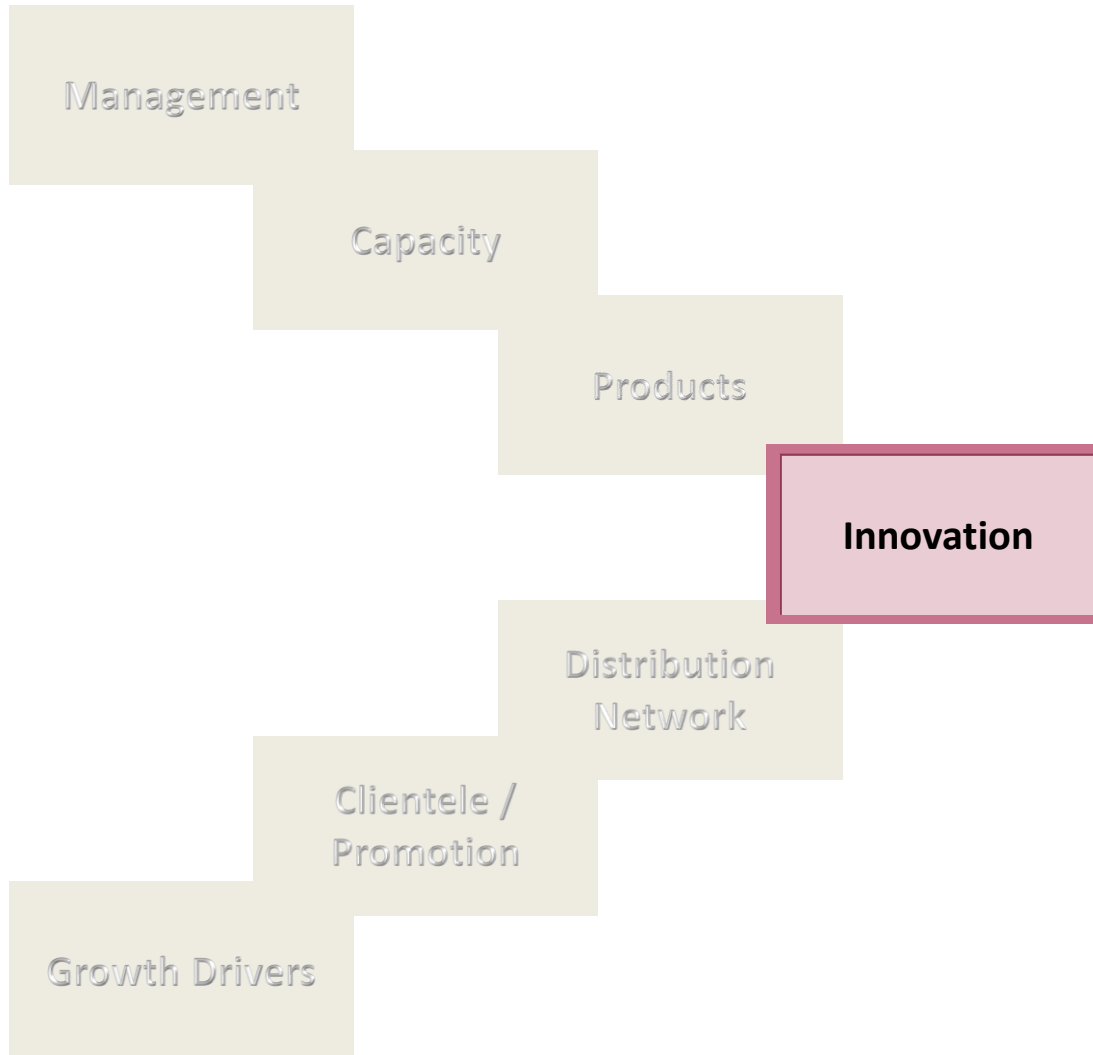 Management
Capacity
Products
Innovation
Distribution
Network
Clientele /
Promotion
Growth Drivers